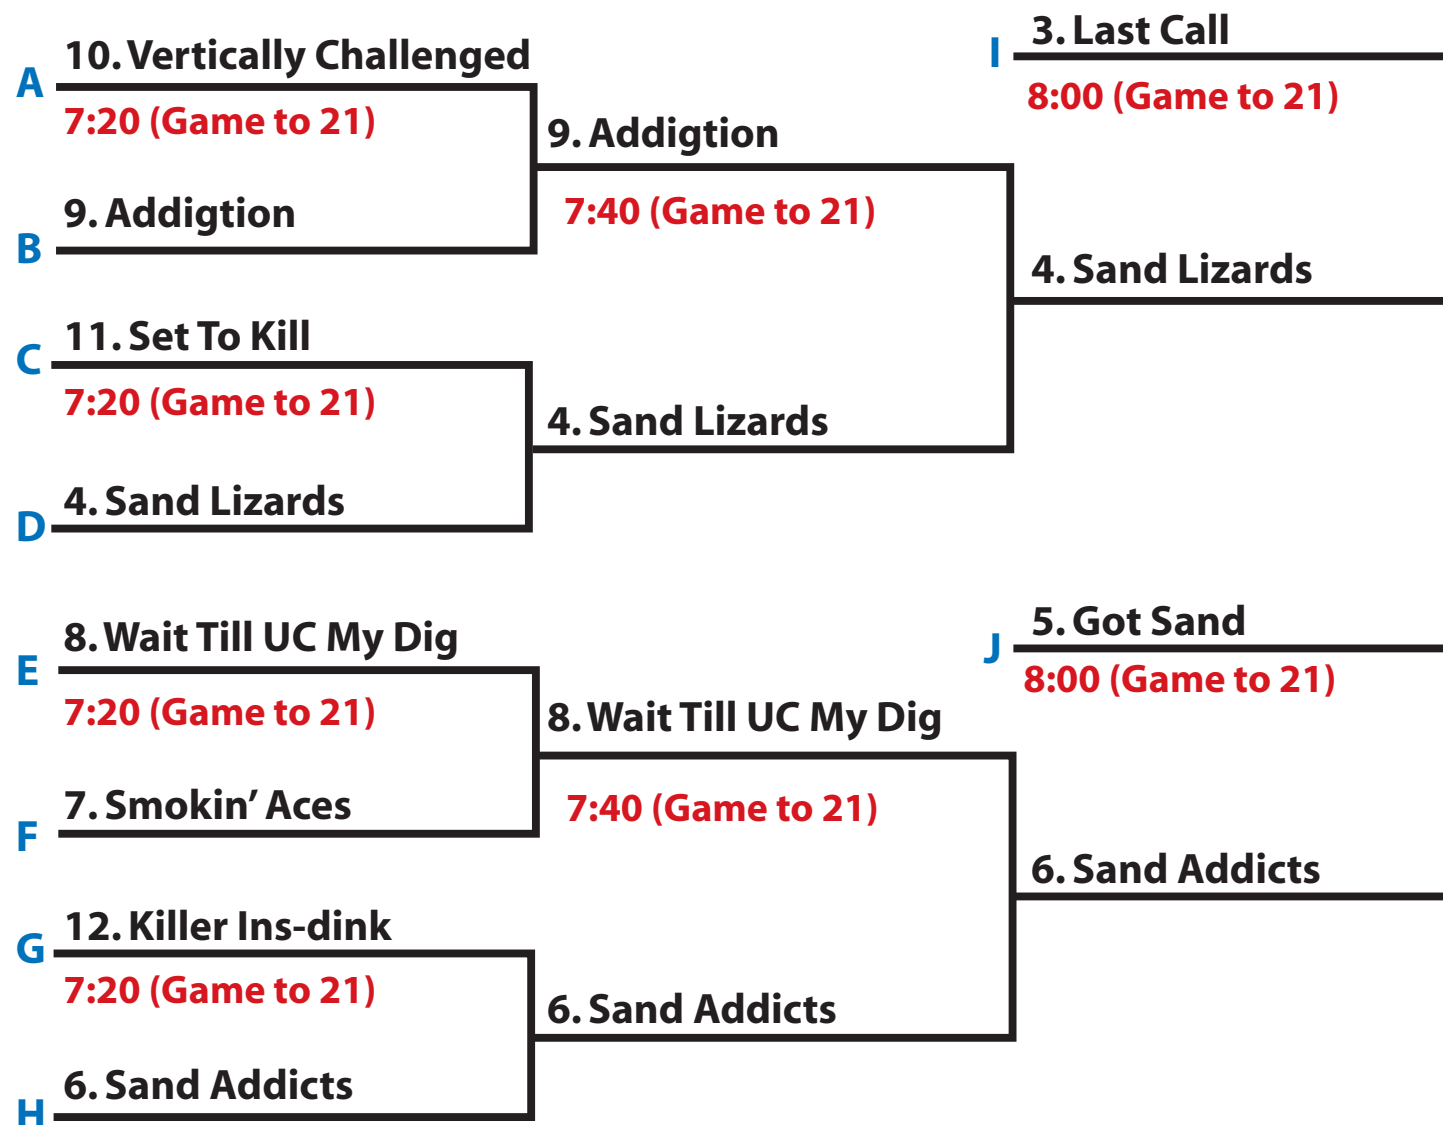 A
10. Vertically Challenged
7:20 (Game to 21)
B
9. Addigtion
C
11. Set To Kill
7:20 (Game to 21)
D
4. Sand Lizards
9. Addigtion
7:40 (Game to 21)
4. Sand Lizards
I
3. Last Call
8:00 (Game to 21)
4. Sand Lizards
E
8. Wait Till UC My Dig
7:20 (Game to 21)
F
7. Smokin’ Aces
G
12. Killer Ins-dink
7:20 (Game to 21)
H
6. Sand Addicts
8. Wait Till UC My Dig
7:40 (Game to 21)
6. Sand Addicts
J
5. Got Sand
8:00 (Game to 21)
6. Sand Addicts